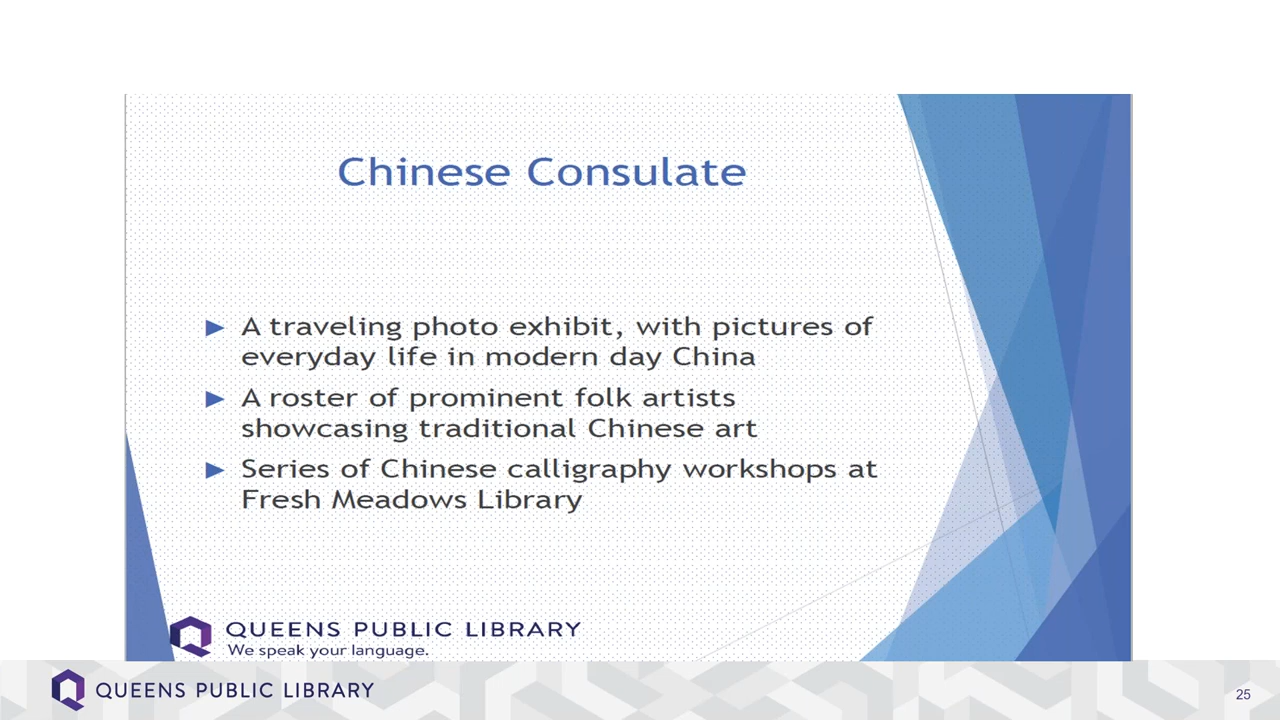 Chinese Consulate
A traveling photo exhibit, with pictures of
everyday life in modern day China
A roster of prominent folk artists
showcasing traditional Chinese art
Series of Chinese calligraphy workshops at
Fresh Meadows Library
QUEENS PUBLIC LIBRARY
We speak your language.
QUEENS PUBLIC LIBRARY
25